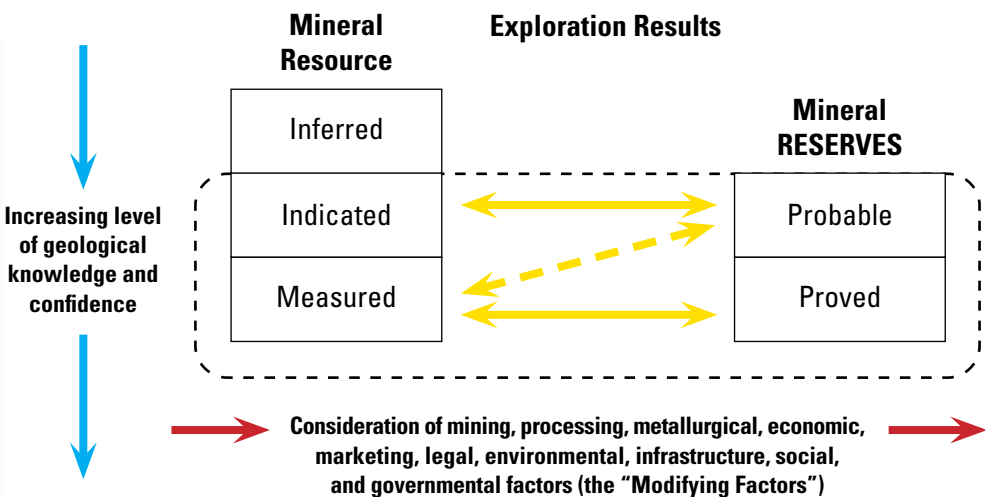 Mineral
Resource
Exploration Results
Inferred
Mineral
RESERVES
Increasing level
of geological
knowledge and
confidence
Indicated
Probable
Measured
Proved
Consideration of mining, processing, metallurgical, economic,
marketing, legal, environmental, infrastructure, social,
and governmental factors (the “Modifying Factors”)